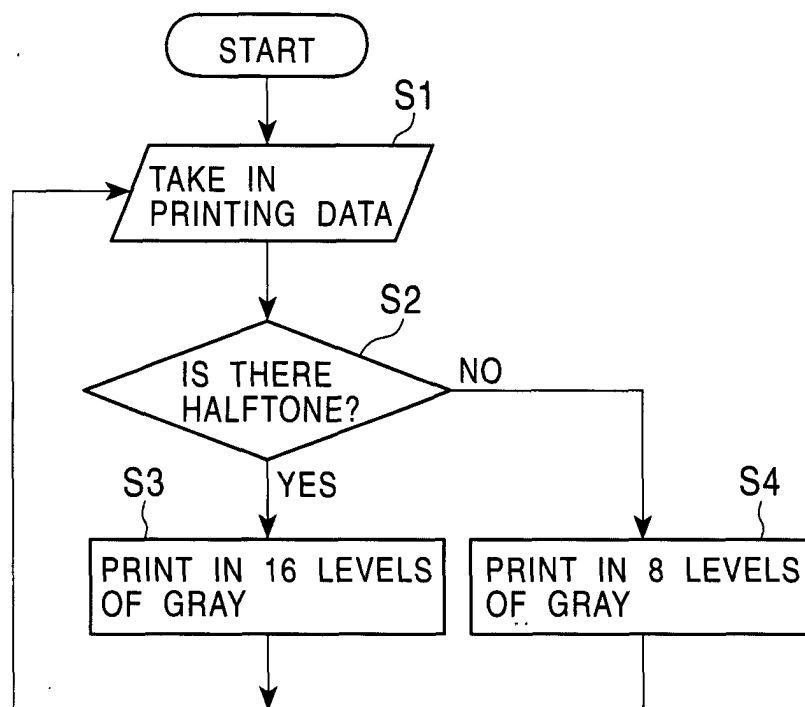 START
S1
TAKE IN
PRINTING DATA
S2
IS THERE
HALFTONE?
NO
YES
S3
PRINT IN 16 LEVELS
OF GRAY
S4
PRINT IN 8 LEVELS
OF GRAY